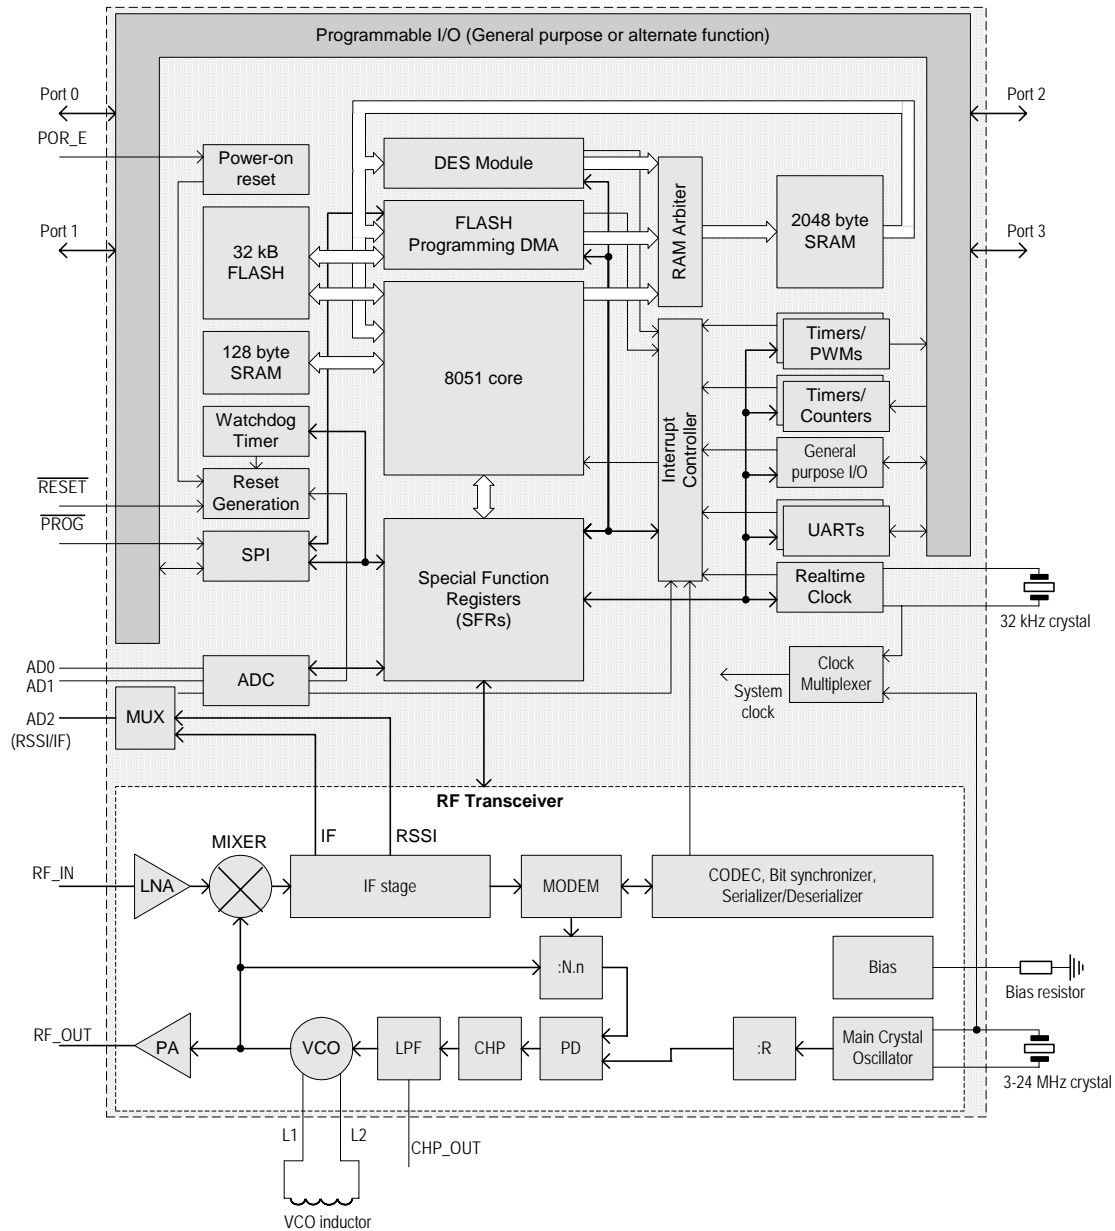 Programmable I/O (General purpose or alternate function)
Port 0
Port 2
POR_E
Power-on
reset
DES Module
RAM Arbiter
2048 byte
SRAM
FLASH
Programming DMA
32 kB
FLASH
Port 1
Port 3
128 byte
SRAM
8051 core
Interrupt
Controller
Timers/
PWMs
Timers/
Counters
Watchdog
Timer
General
purpose I/O
RESET
Reset
Generation
PROG
SPI
UARTs
Special Function
Registers
(SFRs)
Realtime
Clock
32 kHz crystal
AD0
AD1
ADC
Clock
Multiplexer
System
clock
AD2
(RSSI/IF)
MUX
RF Transceiver
IF
RSSI
MIXER
RF_IN
LNA
IF stage
MODEM
CODEC, Bit synchronizer,
Serializer/Deserializer
:N.n
Bias
Bias resistor
RF_OUT
PA
VCO
LPF
CHP
PD
:R
Main Crystal
Oscillator
3-24 MHz crystal
L1
L2
CHP_OUT
VCO inductor